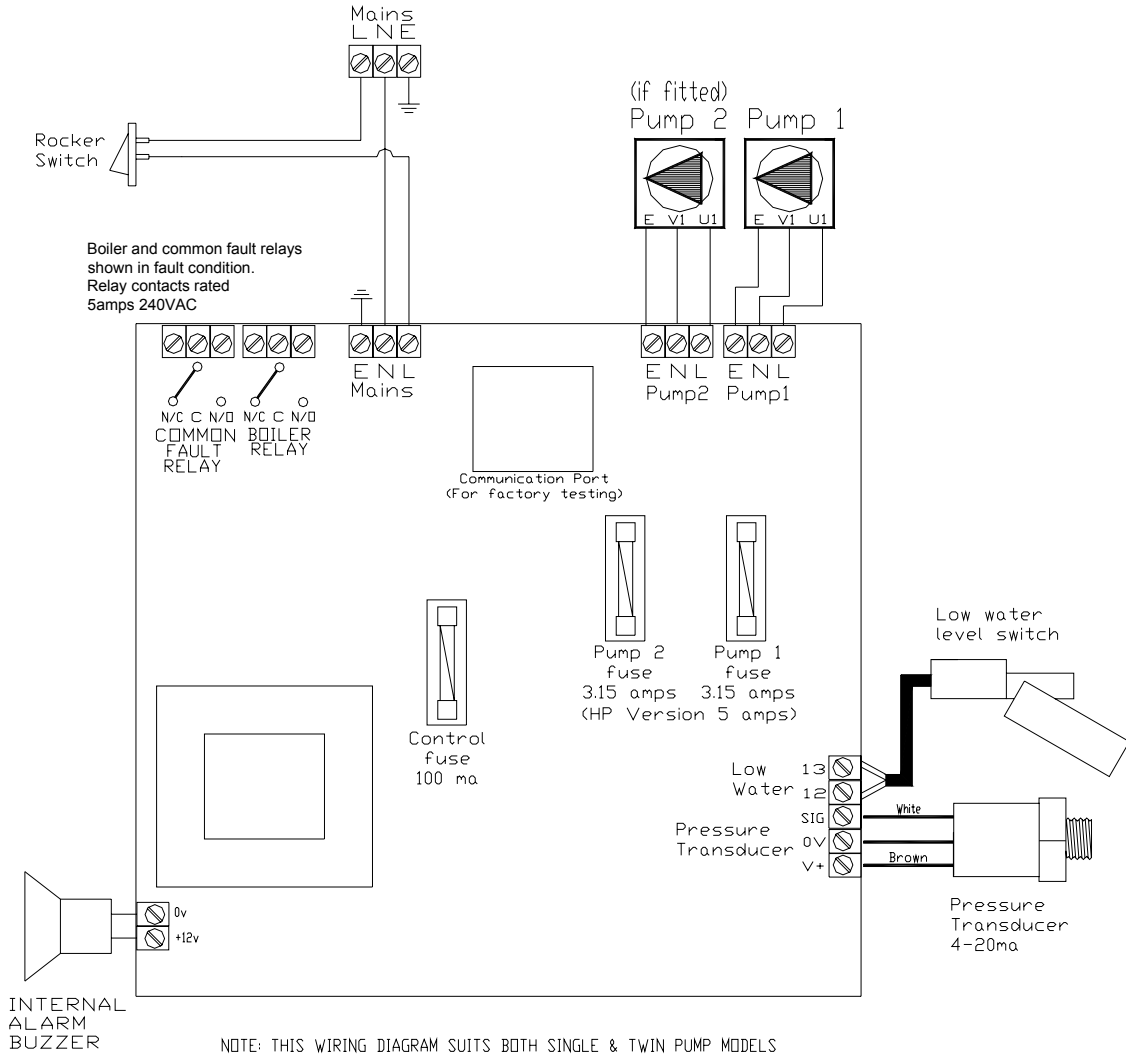 Mains
L N E
Rocker
Switch
(if fitted)
Pump 2
Pump 1
E V1 U1
E V1 U1
Boiler and common fault relays
shown in fault condition.
Relay contacts rated
5amps 240VAC
E N L
Mains
E N L
Pump2
E N L
Pump1
N/C C N/O
COMMON
FAULT
RELAY
N/C C N/O
BOILER
RELAY
Communication Port
(For factory testing)
Pump 2
fuse
3.15 amps
Pump 1
fuse
3.15 amps
(HP Version 5 amps)
Control
fuse
100 ma
Low water
level switch
Low
Water
13
12
SIG
0V
V+
Pressure
Transducer
White
Brown
Pressure
Transducer
4-20ma
0v
+12v
INTERNAL
ALARM
BUZZER
NOTE: THIS WIRING DIAGRAM SUITS BOTH SINGLE & TWIN PUMP MODELS